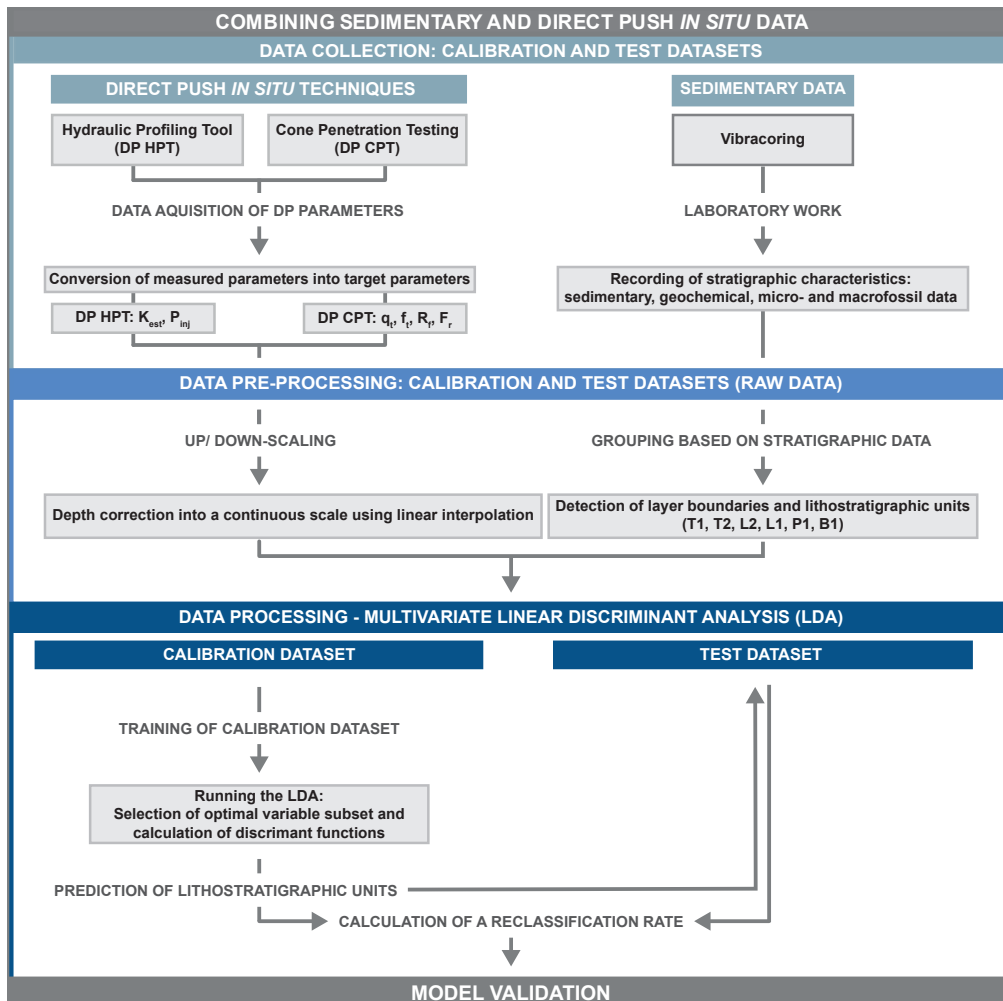 COMBINING SEDIMENTARY AND DIRECT PUSH IN SITU DATA
DATA COLLECTION: CALIBRATION AND TEST DATASETS
DIRECT PUSH IN SITU TECHNIQUES
SEDIMENTARY DATA
Hydraulic Profiling Tool
(DP HPT)
Cone Penetration Testing
(DP CPT)
Vibracoring
DATA AQUISITION OF DP PARAMETERS
LABORATORY WORK
Conversion of measured parameters into target parameters
Recording of stratigraphic characteristics:
sedimentary, geochemical, micro- and macrofossil data
DP HPT: Kest, Pinj
DP CPT: qt, ft, Rf, Fr
DATA PRE-PROCESSING: CALIBRATION AND TEST DATASETS (RAW DATA)
UP/ DOWN-SCALING
GROUPING BASED ON STRATIGRAPHIC DATA
Depth correction into a continuous scale using linear interpolation
Detection of layer boundaries and lithostratigraphic units
(T1, T2, L2, L1, P1, B1)
DATA PROCESSING - MULTIVARIATE LINEAR DISCRIMINANT ANALYSIS (LDA)
CALIBRATION DATASET
TEST DATASET
TRAINING OF CALIBRATION DATASET
Running the LDA:
Selection of optimal variable subset and
calculation of discrimant functions
PREDICTION OF LITHOSTRATIGRAPHIC UNITS
CALCULATION OF A RECLASSIFICATION RATE
MODEL VALIDATION